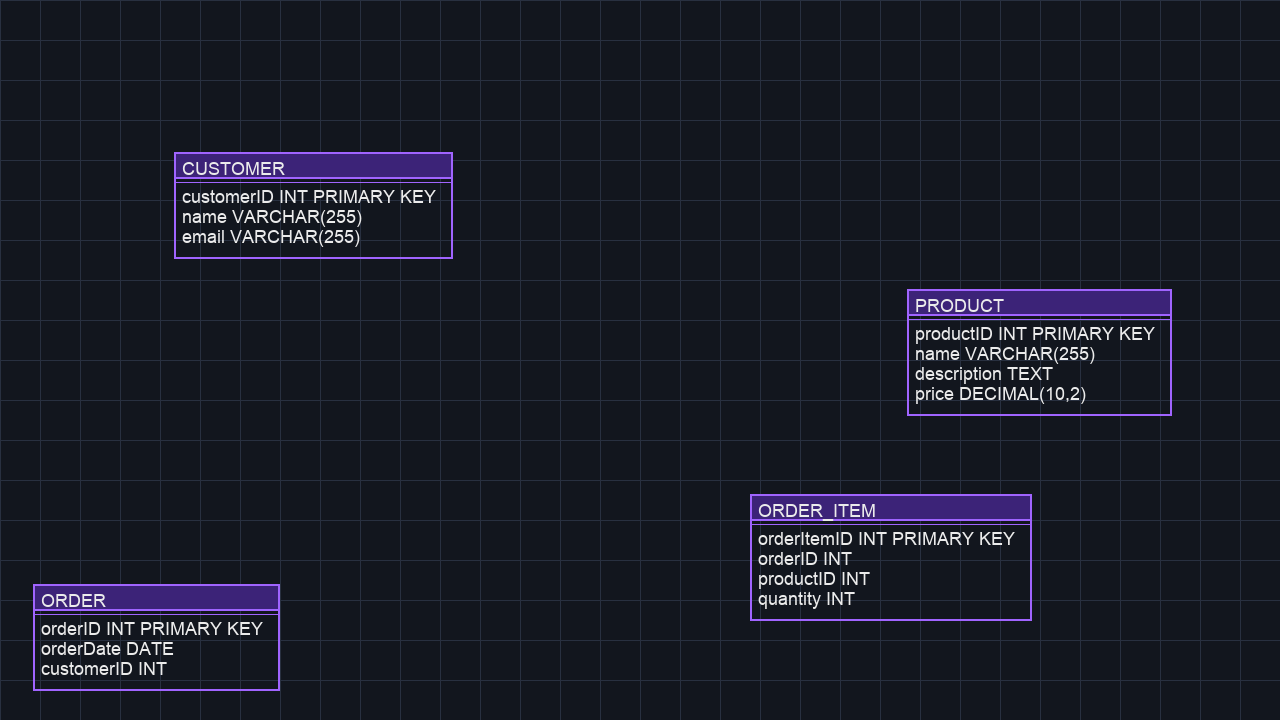 CUSTOMER
customerID INT PRIMARY KEY
name VARCHAR(255)
email VARCHAR(255)
PRODUCT
productID INT PRIMARY KEY
name VARCHAR(255)
description TEXT
price DECIMAL(10,2)
ORDER_ITEM
orderItemID INT PRIMARY KEY
orderID INT
productID INT
quantity INT
ORDER
orderID INT PRIMARY KEY
orderDate DATE
customerID INT